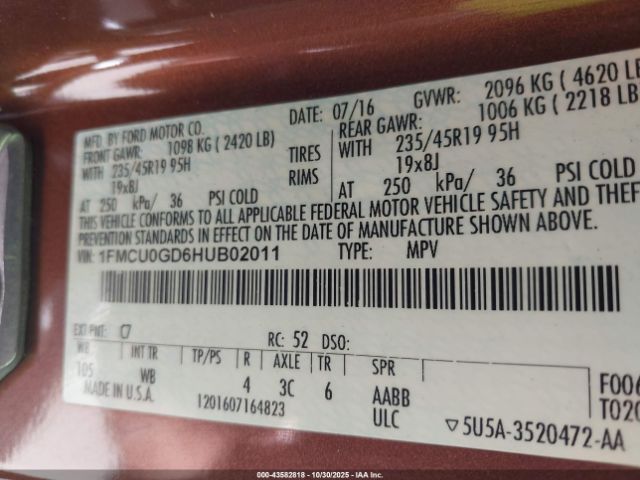 MFD. BY FORD MOTOR CO.
DATE: 07/16 GVWR: 2096 KG ( 4620 LB
FRONT GAWR: 1098 KG ( 2420 LB)
REAR GAWR: 1006 KG ( 2218 LB
WITH 235/45R19 95H TIRES WITH 235/45R19 95H
19x8J RIMS 19x8J
AT 250 kPa/ 36 PSI COLD AT 250 kPa/ 36 PSI COLD
THIS VEHICLE CONFORMS TO ALL APPLICABLE FEDERAL MOTOR VEHICLE SAFETY AND THEF
PREVENTION STANDARDS IN EFFECT ON THE DATE OF MANUFACTURE SHOWN ABOVE.
VIN: 1FMCU0GD6HUB02011 TYPE: MPV
EXT PNT: C7 RC: 52 DSO:
WB INT TR TP/PS R AXLE TR SPR
105 WB 4 3C 6 AABB F006
MADE IN U.S.A. 1201607164823 ULC T020
▽5U5A-3520472-AA
000-43582818 - 10/30/2025 - IAA Inc.